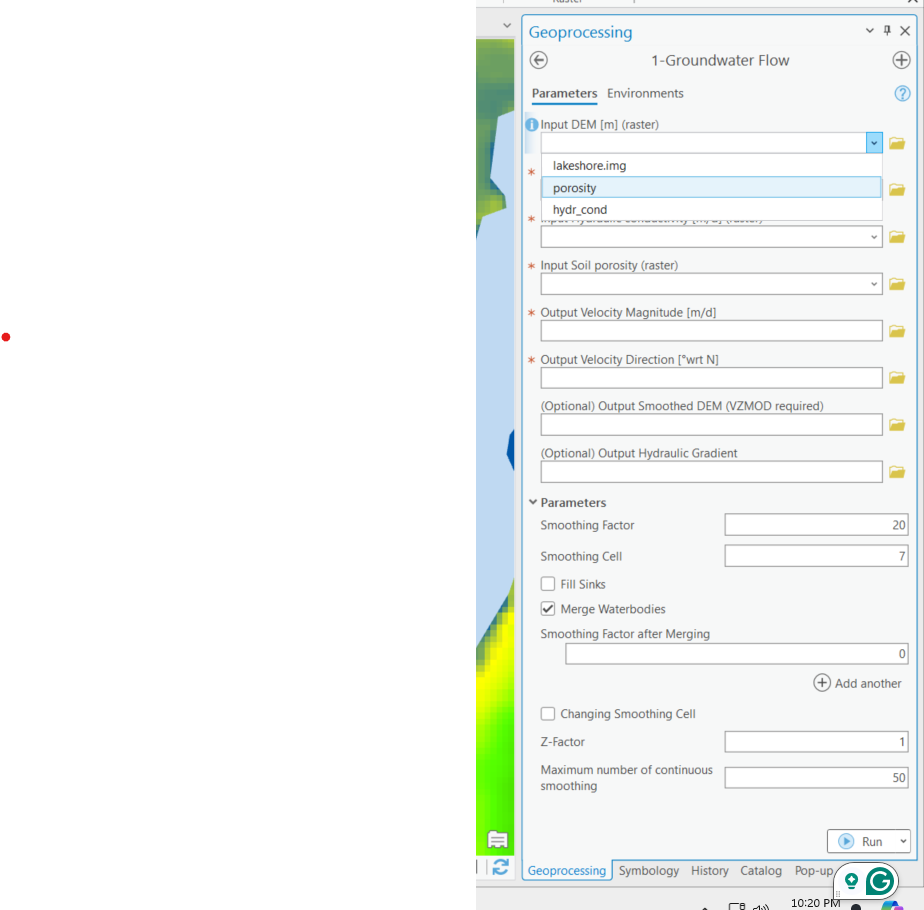 Geoprocessing
1-Groundwater Flow
Parameters Environments
Input DEM [m] (raster)
lakeshore.img
porosity
hydr_cond
Input Hydraulic conductivity [m/d] (raster)
* Input Soil porosity (raster)
* Output Velocity Magnitude [m/d]
* Output Velocity Direction [°wrt N]
(Optional) Output Smoothed DEM (VZMOD required)
(Optional) Output Hydraulic Gradient
Parameters
Smoothing Factor 20
Smoothing Cell 7
Fill Sinks
Merge Waterbodies
Smoothing Factor after Merging
0
Add another
Changing Smoothing Cell
Z-Factor 1
Maximum number of continuous
smoothing 50
Run
Geoprocessing Symbology History Catalog Pop-up
10:20 PM